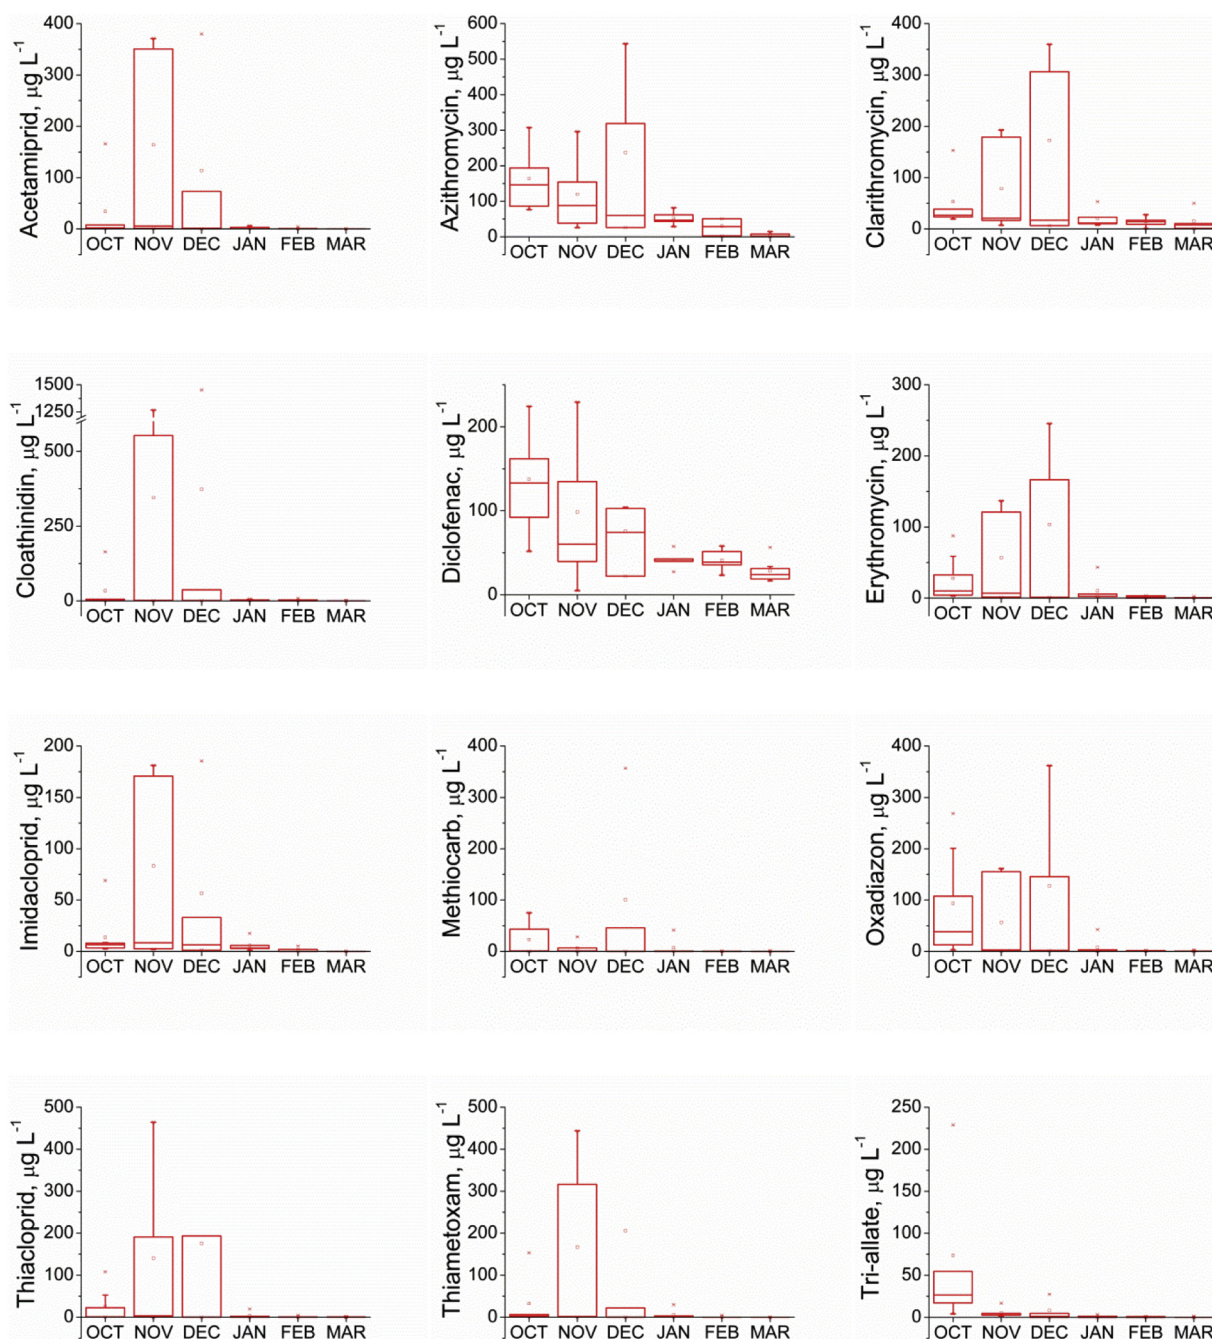 Acetamiprid, µg L⁻¹
400
300
200
100
0
OCT NOV DEC JAN FEB MAR
Azithromycin, µg L⁻¹
600
500
400
300
200
100
0
OCT NOV DEC JAN FEB MAR
Clarithromycin, µg L⁻¹
400
300
200
100
0
OCT NOV DEC JAN FEB MAR
Cloathinidin, µg L⁻¹
1500
1250
500
250
0
OCT NOV DEC JAN FEB MAR
Diclofenac, µg L⁻¹
200
100
0
OCT NOV DEC JAN FEB MAR
Erythromycin, µg L⁻¹
300
200
100
0
OCT NOV DEC JAN FEB MAR
Imidacloprid, µg L⁻¹
200
150
100
50
0
OCT NOV DEC JAN FEB MAR
Methiocarb, µg L⁻¹
400
300
200
100
0
OCT NOV DEC JAN FEB MAR
Oxadiazon, µg L⁻¹
400
300
200
100
0
OCT NOV DEC JAN FEB MAR
Thiacloprid, µg L⁻¹
500
400
300
200
100
0
OCT NOV DEC JAN FEB MAR
Thiametoxam, µg L⁻¹
500
400
300
200
100
0
OCT NOV DEC JAN FEB MAR
Tri-allate, µg L⁻¹
250
200
150
100
50
0
OCT NOV DEC JAN FEB MAR